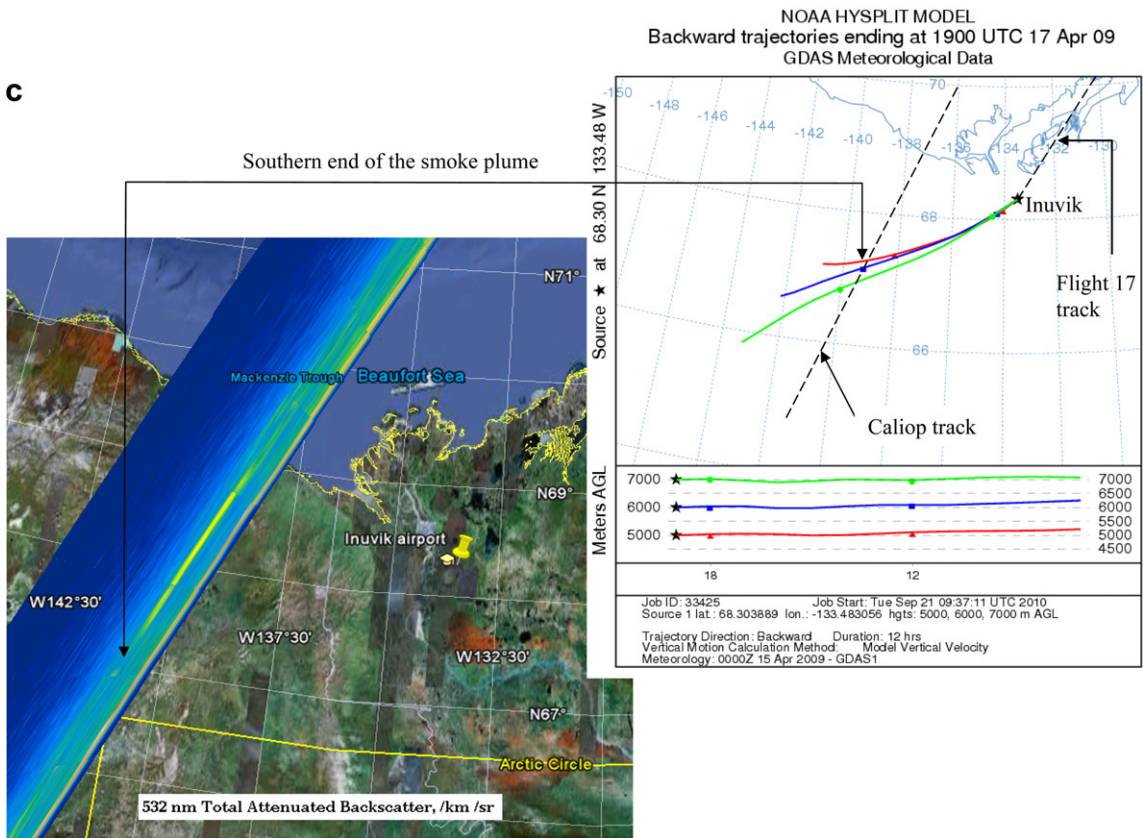 NOAA HYSPLIT MODEL
Backward trajectories ending at 1900 UTC 17 Apr 09
GDAS Meteorological Data
c
Southern end of the smoke plume
N71°
Mackenzie Trough
Beaufort Sea
N69°
Inuvik airport
W142°30'
W137°30'
W132°30'
N67°
Arctic Circle
532 nm Total Attenuated Backscatter, /km /sr
Source ★ at 68.30 N 133.48 W
-150
-148
-146
-144
-142
-140
-138
-136
-134
-132
-130
70
68
66
Inuvik
Flight 17
track
Caliop track
Meters AGL
7000
6000
5000
7000
6500
6000
5500
5000
4500
18
12
Job ID: 33425 Job Start: Tue Sep 21 09:37:11 UTC 2010
Source 1 lat.: 68.303889 lon.: -133.483056 hgts: 5000, 6000, 7000 m AGL
Trajectory Direction: Backward Duration: 12 hrs
Vertical Motion Calculation Method: Model Vertical Velocity
Meteorology: 0000Z 15 Apr 2009 - GDAS1